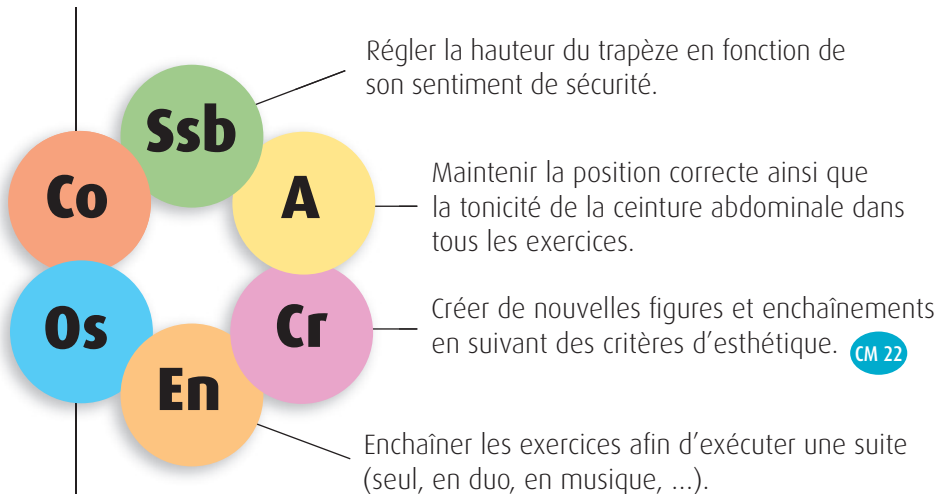 Régler la hauteur du trapèze en fonction de
son sentiment de sécurité.
Ssb
Co
A
Maintenir la position correcte ainsi que
la tonicité de la ceinture abdominale dans
tous les exercices.
Os
Cr
Créer de nouvelles figures et enchaînements
en suivant des critères d'esthétique. CM 22
En
Enchaîner les exercices afin d'exécuter une suite
(seul, en duo, en musique, ...).